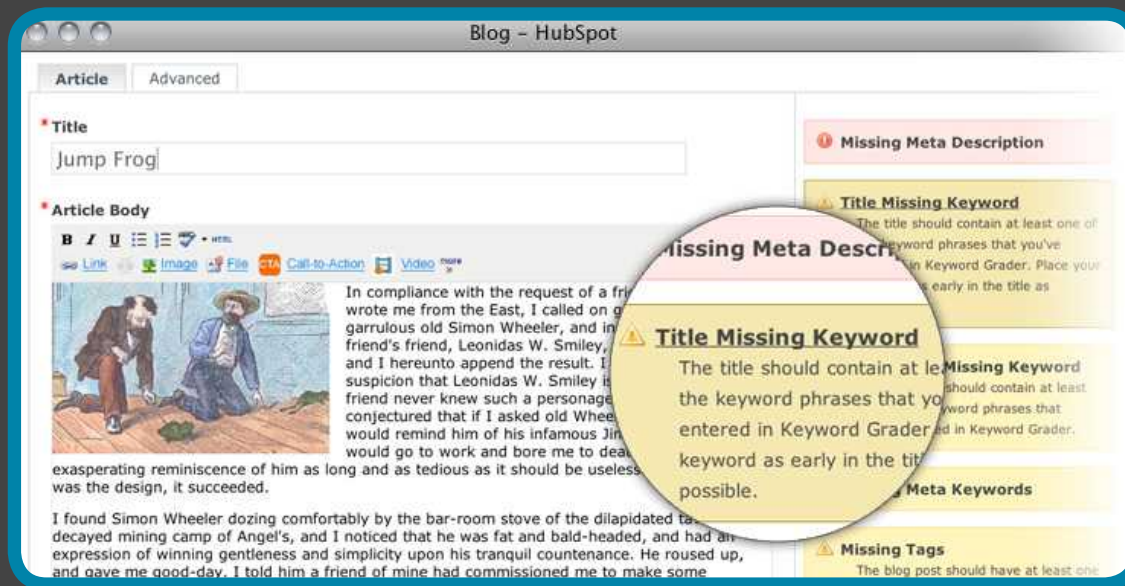 Blog – HubSpot
Article
Advanced
* Title
Jump Frog
* Article Body
B I U HTML
Link Image File CTA Call-to-Action Video more
In compliance with the request of a
wrote me from the East, I called on
garrulous old Simon Wheeler, and
friend's friend, Leonidas W. Smiley,
and I hereunto append the result. I
suspicion that Leonidas W. Smiley
friend never knew such a personage
conjectured that if I asked old
would remind him of his infamous
would go to work and bore me to
exasperating reminiscence of him as long and as tedious as it should be useless
was the design, it succeeded.
I found Simon Wheeler dozing comfortably by the bar-room stove of the dilapidated
decayed mining camp of Angel's, and I noticed that he was fat and bald-headed, and had an
expression of winning gentleness and simplicity upon his tranquil countenance. He roused up,
and gave me good-day. I told him a friend of mine had commissioned me to make some
Missing Meta
Title Missing Keyword
The title should contain at
the keyword phrases that
entered in Keyword Grader
keyword as early in the
possible.
Missing Meta Description
Title Missing Keyword
The title should contain at least one of
keyword phrases that you've
in Keyword Grader. Place your
as early in the title as
Missing Keyword
should contain at least
phrases that
in Keyword Grader.
Meta Keywords
Missing Tags
The blog post should have at least one